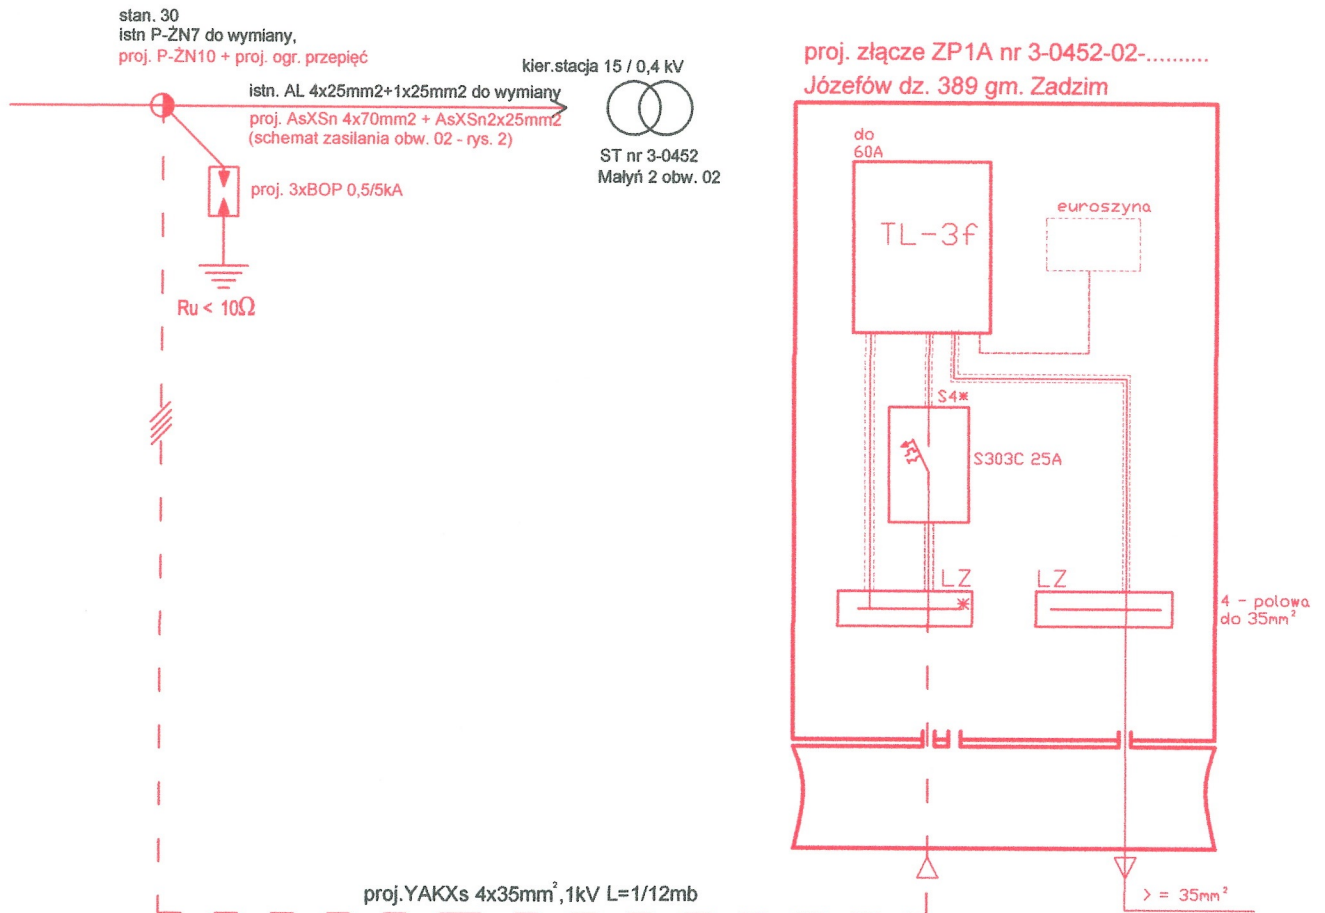 stan. 30
istn P-ŻN7 do wymiany,
proj. P-ŻN10 + proj. ogr. przepięć
kier.stacja 15 / 0,4 kV
istn. AL 4x25mm2+1x25mm2 do wymiany
proj. AsXSn 4x70mm2 + AsXSn2x25mm2
(schemat zasilania obw. 02 - rys. 2)
ST nr 3-0452
Małyń 2 obw. 02
proj. 3xBOP 0,5/5kA
Ru < 10Ω
proj. złącze ZP1A nr 3-0452-02-..........
Józefów dz. 389 gm. Zadzim
do
60A
TL-3f
euroszyna
S4*
S303C 25A
LZ
*
LZ
4 - polowa
do 35mm²
proj.YAKXs 4x35mm²,1kV L=1/12mb
> = 35mm²